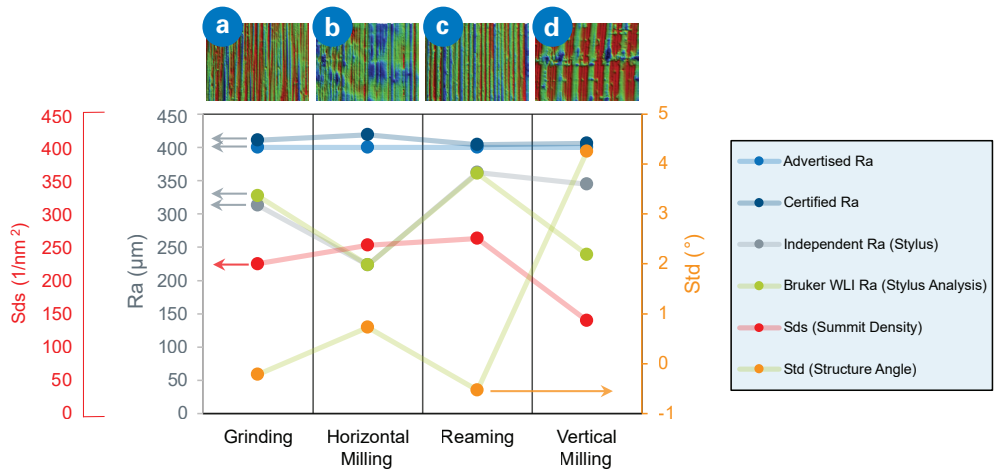 a
b
c
d
450
400
350
300
250
200
150
100
50
0
Sds (1/nm²)
450
400
350
300
250
200
150
100
50
0
Ra (μm)
5
4
3
2
1
0
-1
Std (°)
Grinding
Horizontal
Milling
Reaming
Vertical
Milling
Advertised Ra
Certified Ra
Independent Ra (Stylus)
Bruker WLI Ra (Stylus Analysis)
Sds (Summit Density)
Std (Structure Angle)